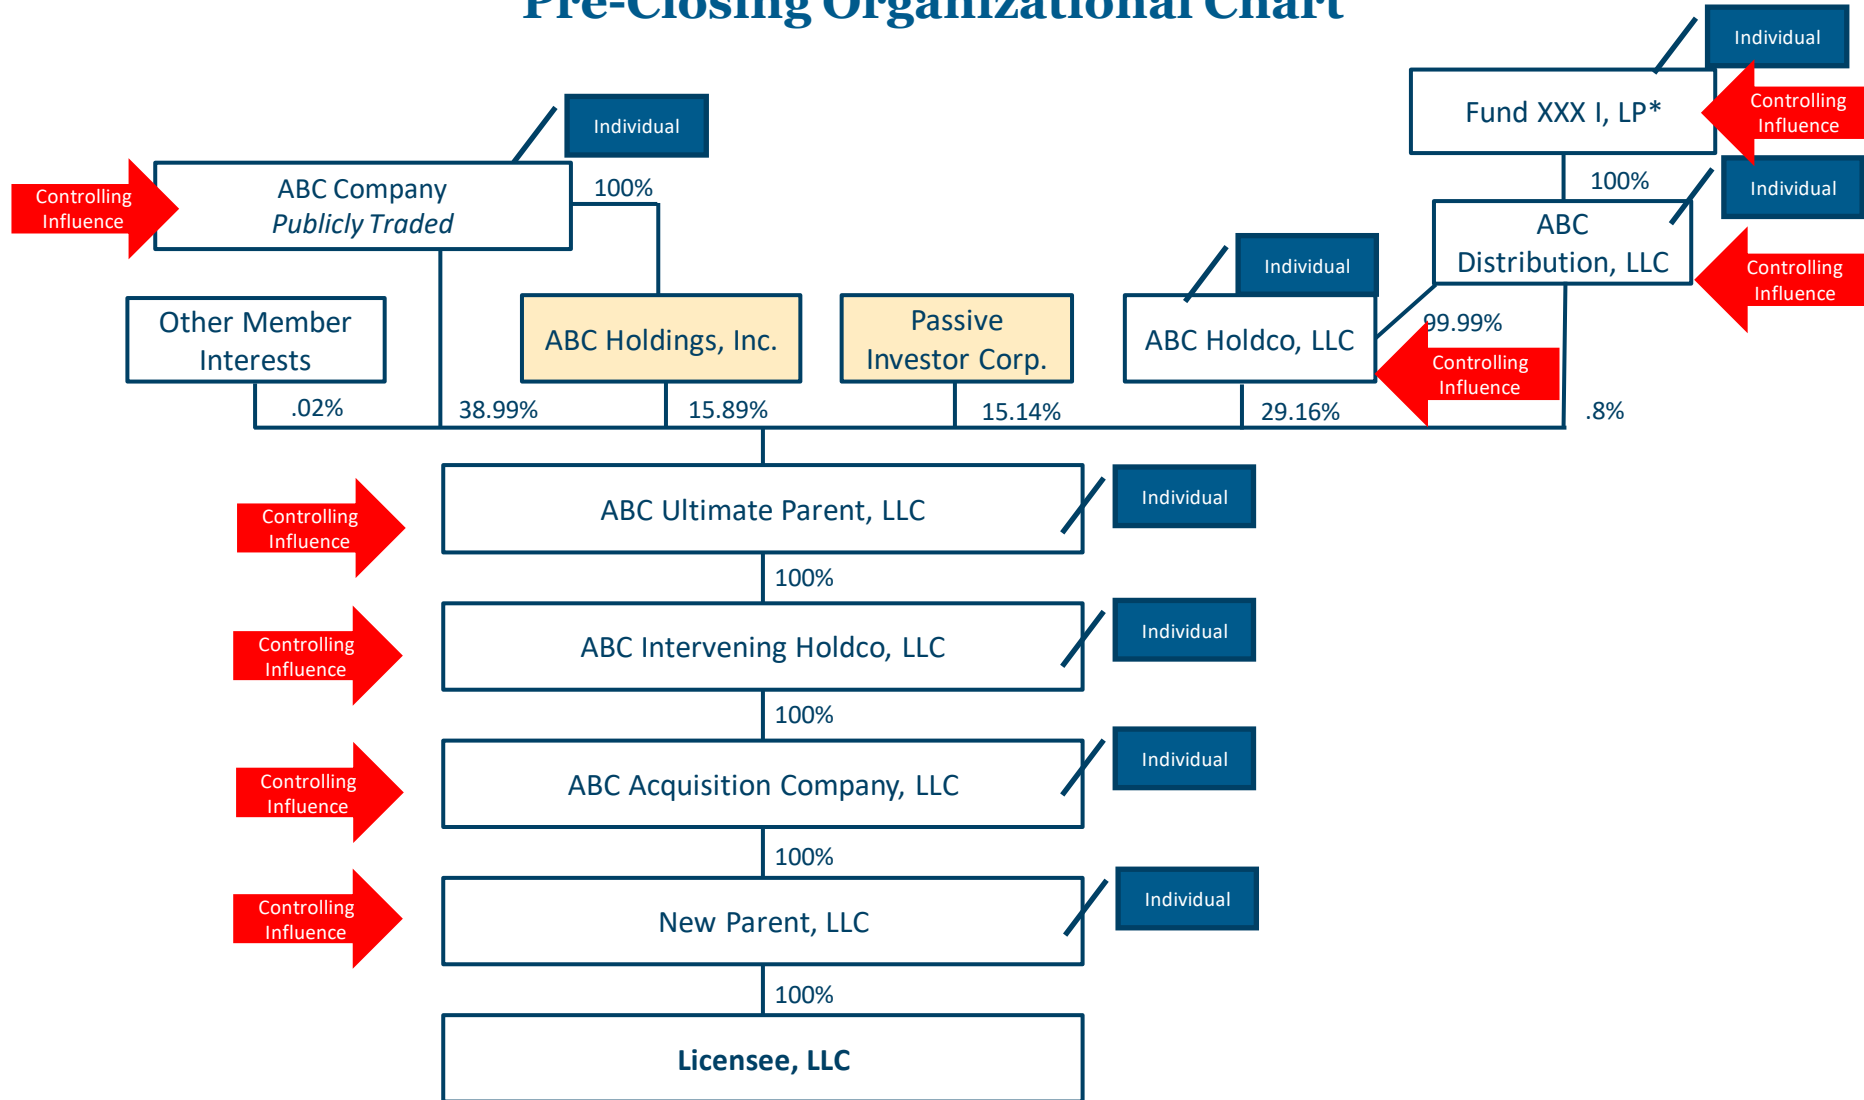 Pre-Closing Organizational Chart
Individual
Fund XXX I, LP*
Controlling
Influence
Individual
ABC Company
Publicly Traded
100%
Controlling
Influence
100%
Individual
ABC
Distribution, LLC
Controlling
Influence
Individual
Other Member
Interests
ABC Holdings, Inc.
Passive
Investor Corp.
ABC Holdco, LLC
99.99%
Controlling
Influence
.02%
38.99%
15.89%
15.14%
29.16%
.8%
Controlling
Influence
ABC Ultimate Parent, LLC
Individual
100%
Controlling
Influence
ABC Intervening Holdco, LLC
Individual
100%
Controlling
Influence
ABC Acquisition Company, LLC
Individual
100%
Controlling
Influence
New Parent, LLC
Individual
100%
Licensee, LLC